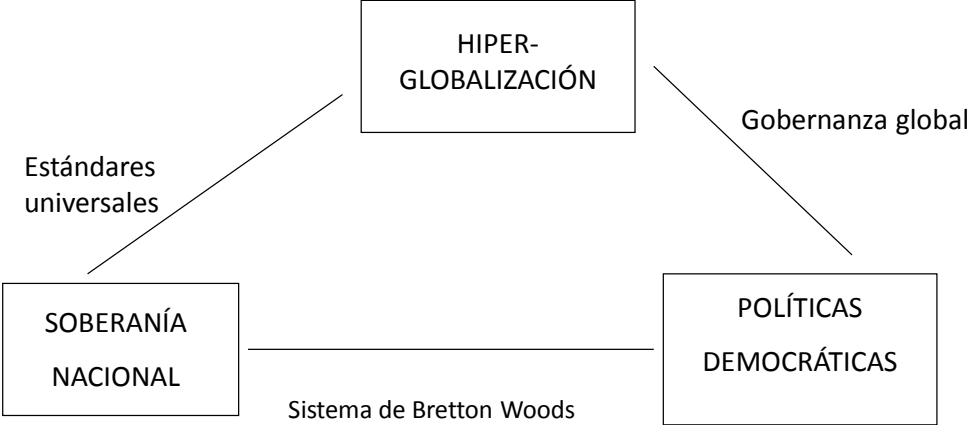 HIPER-
GLOBALIZACIÓN
Gobernanza global
Estándares
universales
SOBERANÍA
NACIONAL
POLÍTICAS
DEMOCRÁTICAS
Sistema de Bretton Woods